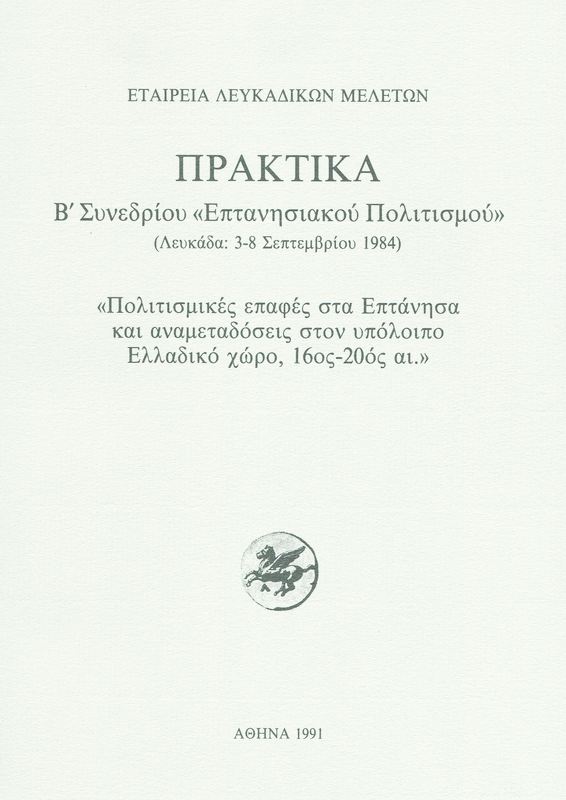 ΕΤΑΙΡΕΙΑ ΛΕΥΚΑΔΙΚΩΝ ΜΕΛΕΤΩΝ
ΠΡΑΚΤΙΚΑ
Β΄ Συνεδρίου «Επτανησιακού Πολιτισμού»
(Λευκάδα: 3-8 Σεπτεμβρίου 1984)
«Πολιτισμικές επαφές στα Επτάνησα
και αναμεταδόσεις στον υπόλοιπο
Ελλαδικό χώρο, 16ος-20ός αι.»
Λ
ΑΘΗΝΑ 1991